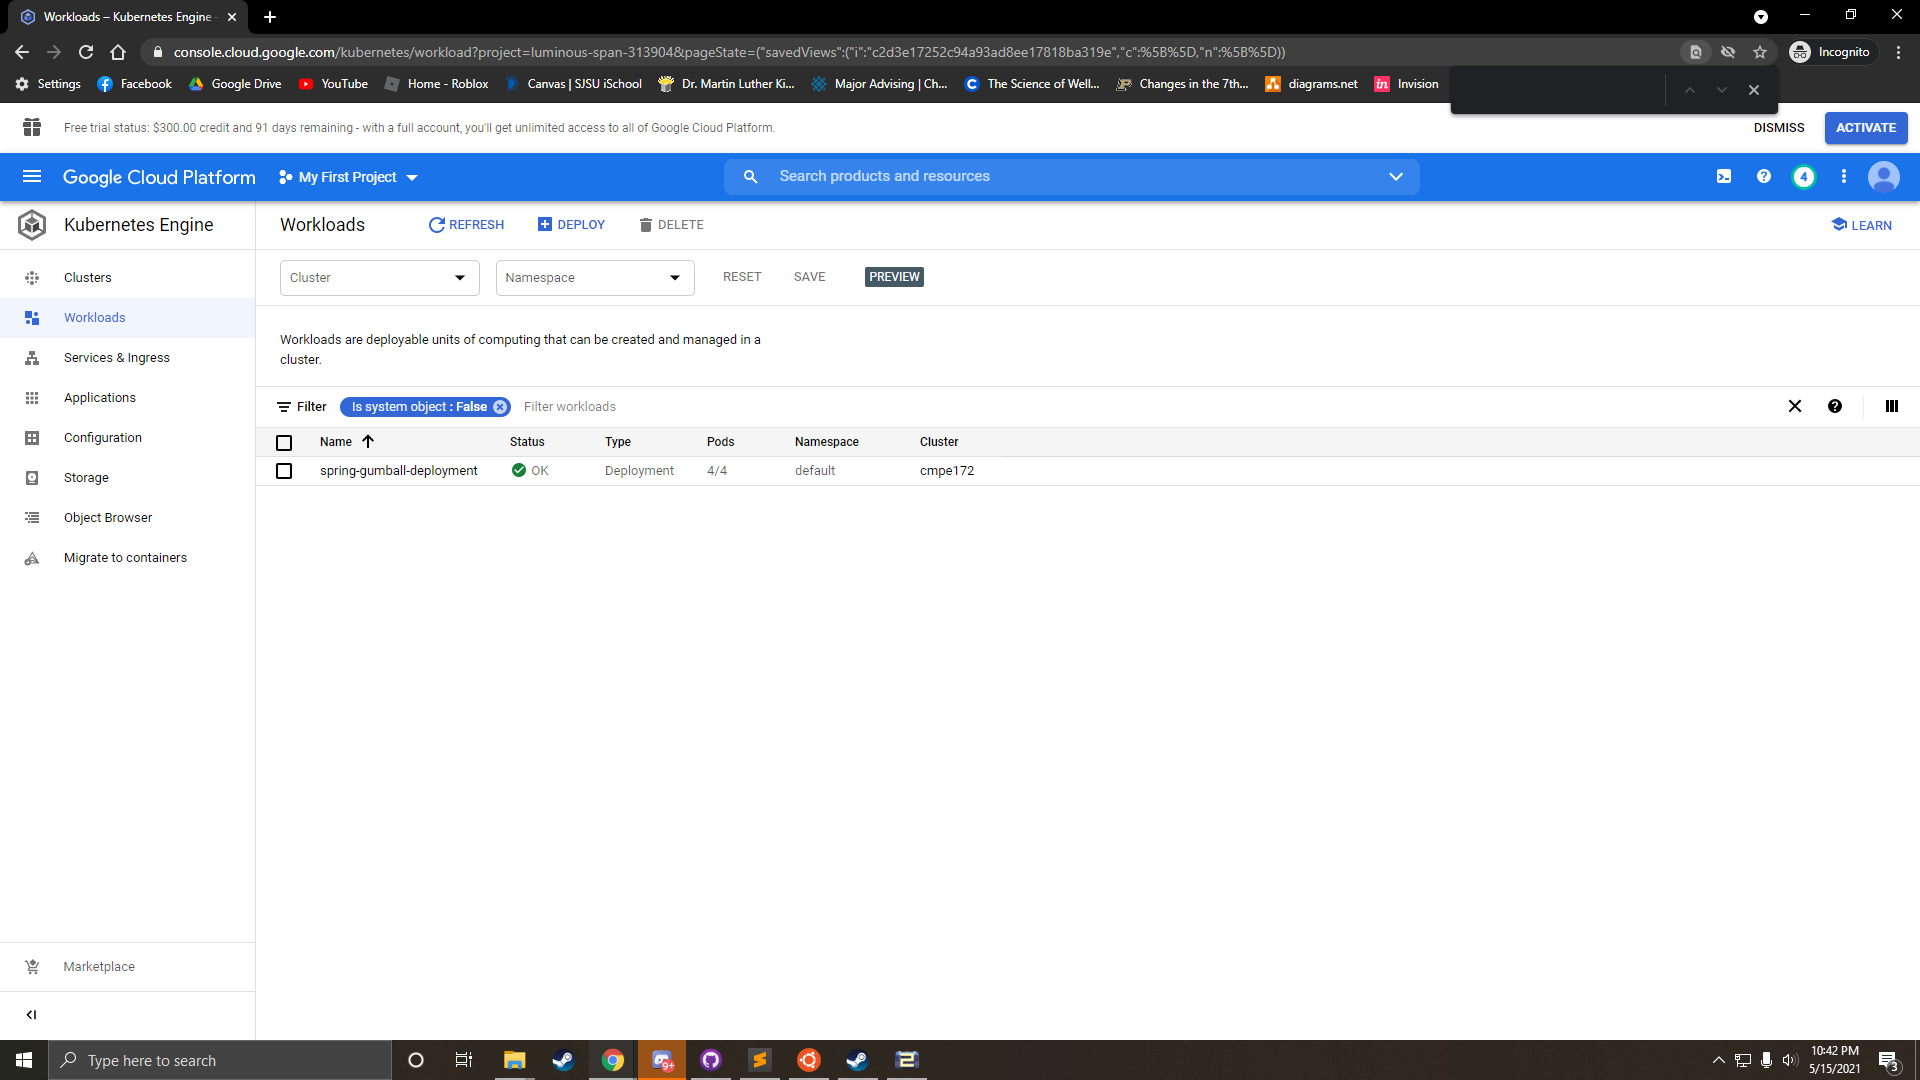 Workloads – Kubernetes Engine
console.cloud.google.com/kubernetes/workload?project=luminous-span-313904&pageState=("savedViews":("i":"c2d3e17252c94a93ad8ee17818ba319e","c":%5B%5D,"n":%5B%5D))
Incognito
Settings Facebook Google Drive YouTube Home - Roblox Canvas | SJSU iSchool Dr. Martin Luther Ki... Major Advising | Ch... The Science of Well... Changes in the 7th... diagrams.net in Invision
Free trial status: $300.00 credit and 91 days remaining - with a full account, you'll get unlimited access to all of Google Cloud Platform.
DISMISS ACTIVATE
Google Cloud Platform My First Project Search products and resources 4
Kubernetes Engine
Clusters
Workloads
Services & Ingress
Applications
Configuration
Storage
Object Browser
Migrate to containers
Marketplace
Workloads REFRESH DEPLOY DELETE LEARN
Cluster Namespace RESET SAVE PREVIEW
Workloads are deployable units of computing that can be created and managed in a
cluster.
Filter Is system object : False Filter workloads
Name Status Type Pods Namespace Cluster
spring-gumball-deployment OK Deployment 4/4 default cmpe172
Type here to search
9+
10:42 PM
5/15/2021
3